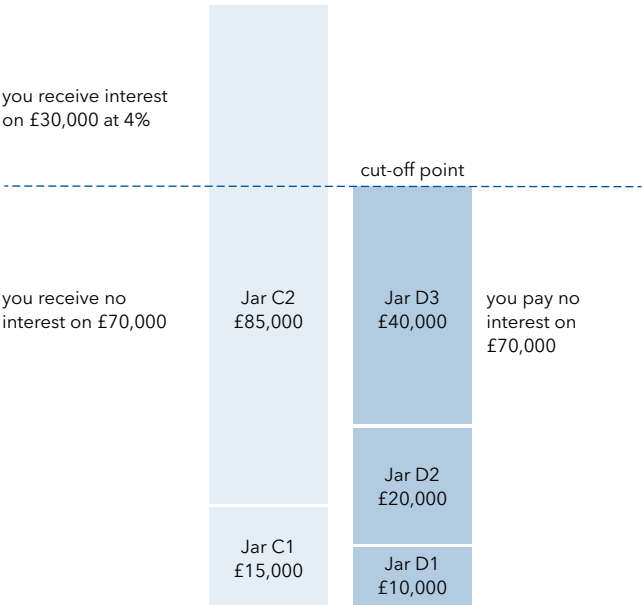 you receive interest
on £30,000 at 4%
cut-off point
you receive no
interest on £70,000
Jar C2
£85,000
Jar D3
£40,000
you pay no
interest on
£70,000
Jar D2
£20,000
Jar C1
£15,000
Jar D1
£10,000